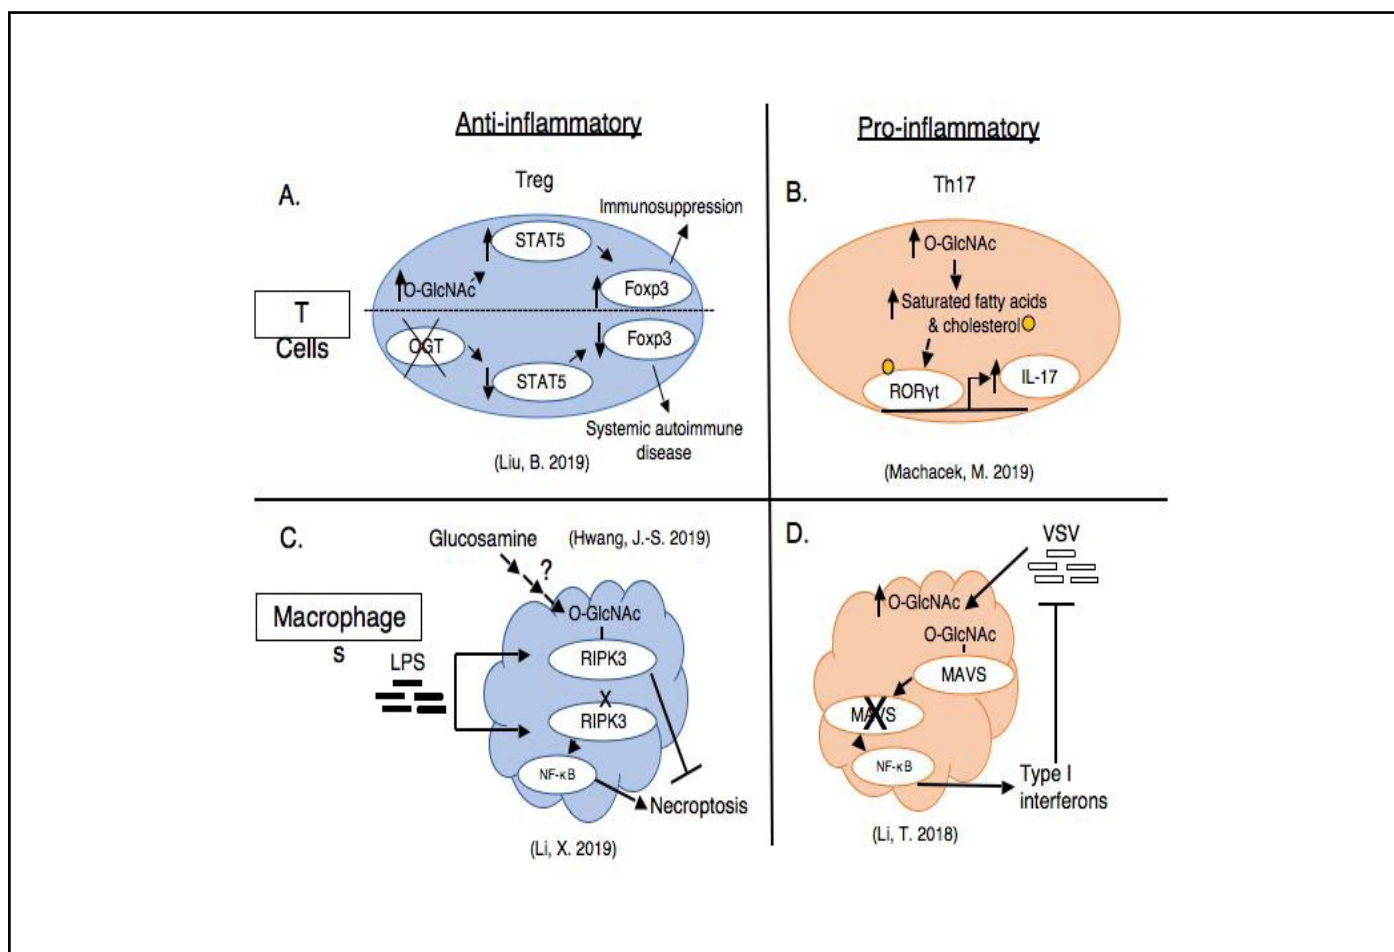 Anti-inflammatory
Pro-inflammatory
A.
Treg
Immunosuppression
STAT5
O-GlcNAc
Foxp3
T
Cells
OGT
Foxp3
STAT5
Systemic autoimmune
disease
(Liu, B. 2019)
B.
Th17
O-GlcNAc
Saturated fatty acids
& cholesterol
RORγt
IL-17
(Machacek, M. 2019)
C.
Glucosamine
(Hwang, J.-S. 2019)
?
O-GlcNAc
Macrophage
s
LPS
RIPK3
X
RIPK3
NF-κB
Necroptosis
(Li, X. 2019)
D.
VSV
O-GlcNAc
O-GlcNAc
MAVS
MAVS
NF-κB
Type I
interferons
(Li, T. 2018)